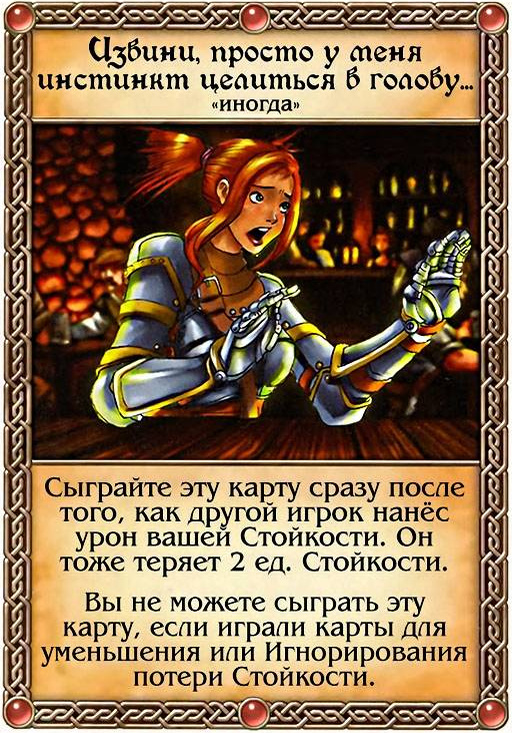 Извини, просто у меня
инстинкт целиться в голову...
«иногда»
Сыграйте эту карту сразу после
того, как другой игрок нанёс
урон вашей Стойкости. Он
тоже теряет 2 ед. Стойкости.
Вы не можете сыграть эту
карту, если играли карты для
уменьшения или Игнорирования
потери Стойкости.